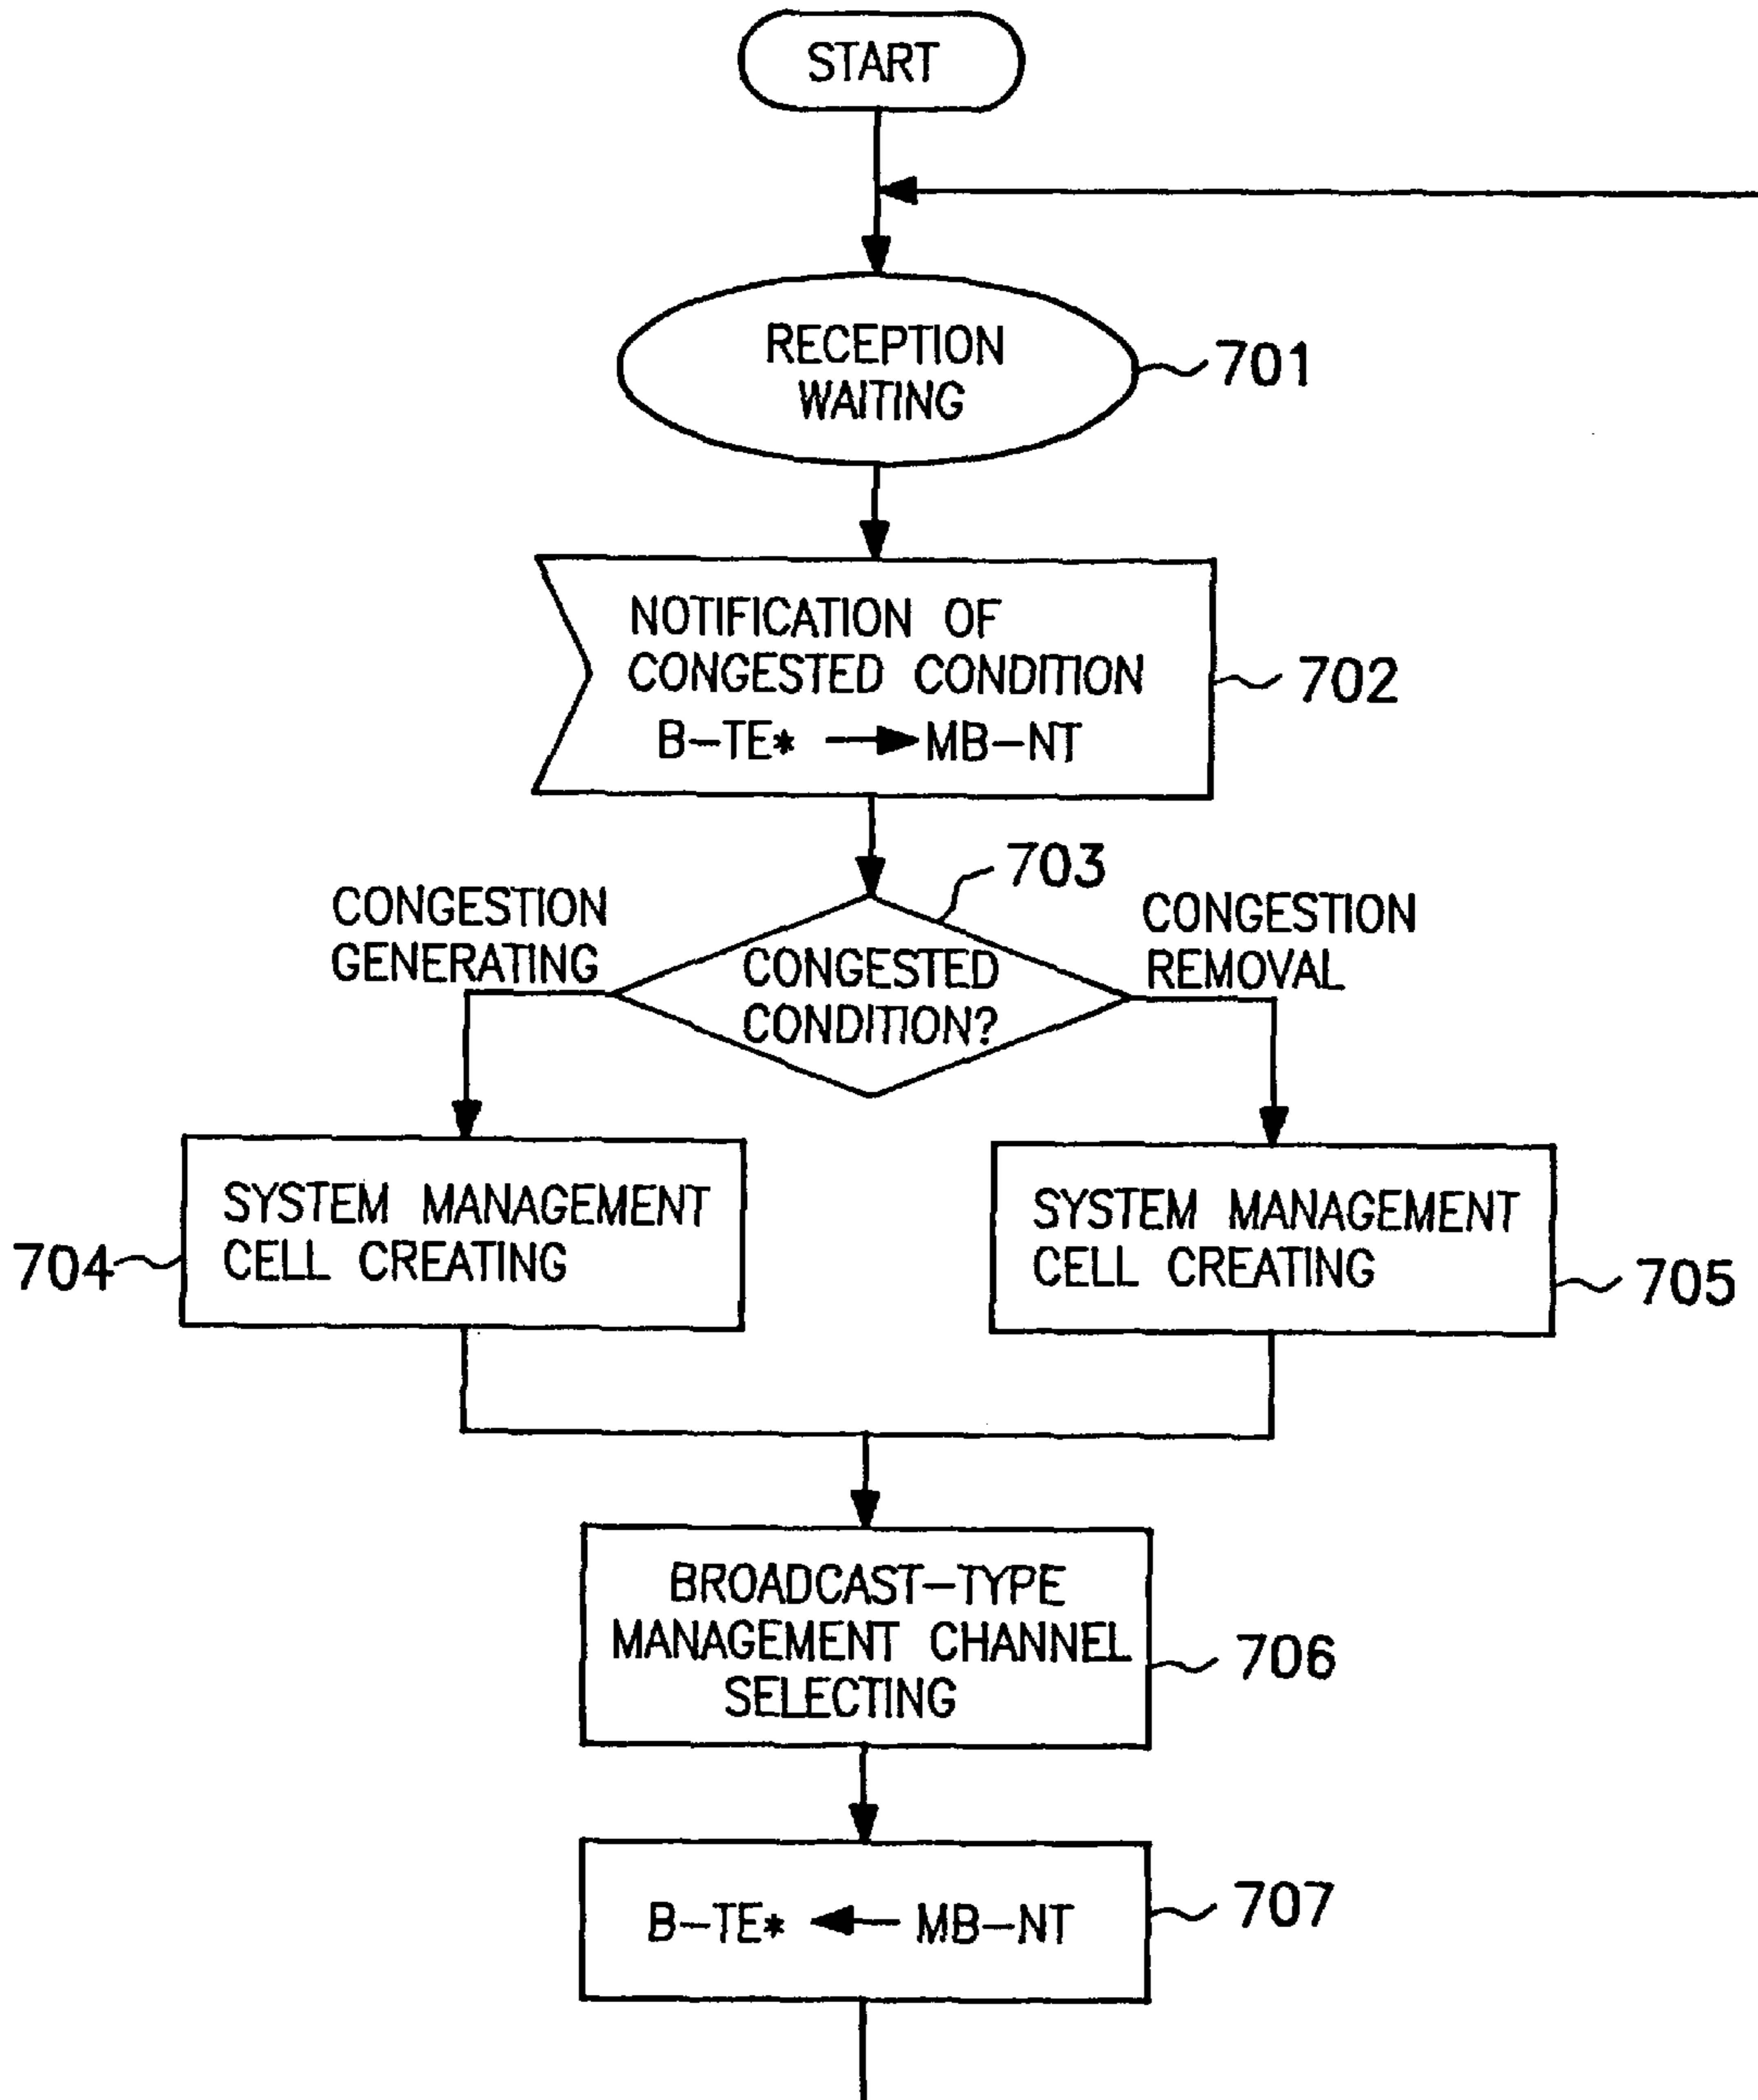 START
RECEPTION
WAITING
701
NOTIFICATION OF
CONGESTED CONDITION
B-TE* → MB-NT
702
703
CONGESTION
GENERATING
CONGESTED
CONDITION?
CONGESTION
REMOVAL
704
SYSTEM MANAGEMENT
CELL CREATING
SYSTEM MANAGEMENT
CELL CREATING
705
BROADCAST-TYPE
MANAGEMENT CHANNEL
SELECTING
706
B-TE* ← MB-NT
707